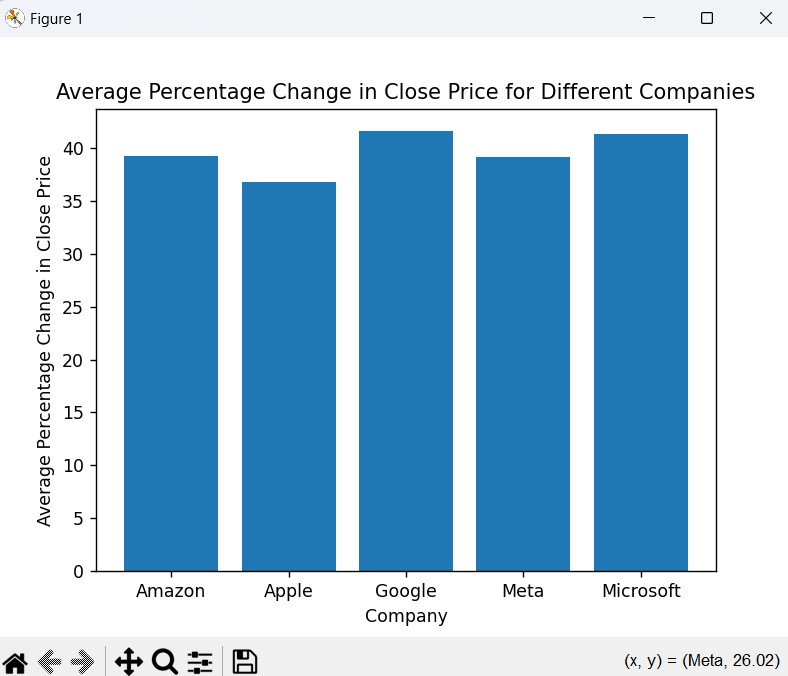 Figure 1
Average Percentage Change in Close Price for Different Companies
Average Percentage Change in Close Price
40
35
30
25
20
15
10
5
0
Amazon Apple Google Meta Microsoft
Company
(x, y) = (Meta, 26.02)